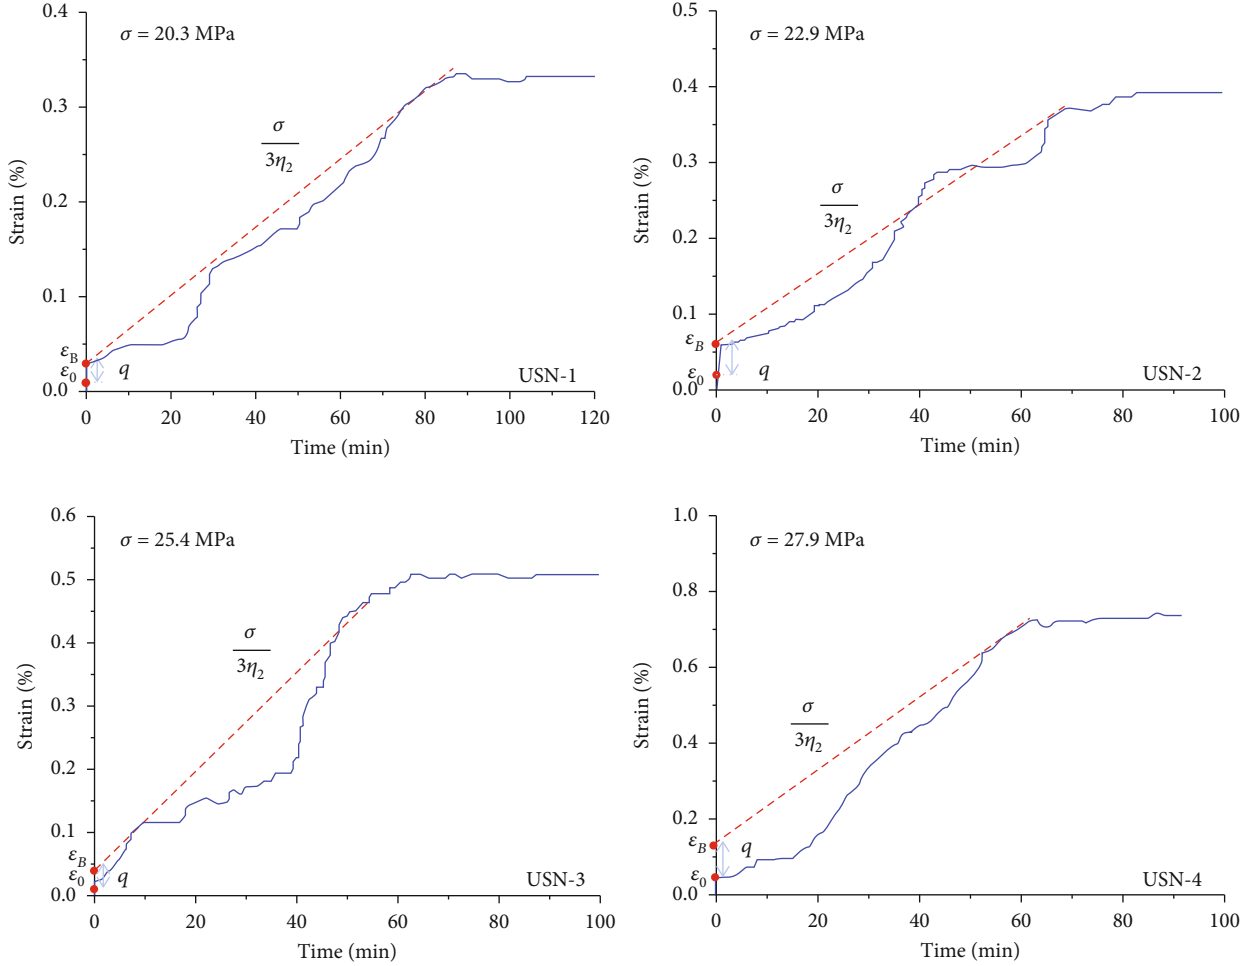 0.4
σ = 20.3 MPa
0.3
σ
3η₂
0.2
Strain (%)
0.1
ε_B
ε₀
q
0.0
USN-1
0 20 40 60 80 100 120
Time (min)
0.5
σ = 22.9 MPa
0.4
0.3
σ
3η₂
Strain (%)
0.2
0.1
ε_B
ε₀
q
0.0
USN-2
0 20 40 60 80 100
Time (min)
0.6
σ = 25.4 MPa
0.5
0.4
σ
3η₂
0.3
Strain (%)
0.2
0.1
ε_B
ε₀
q
0.0
USN-3
0 20 40 60 80 100
Time (min)
1.0
σ = 27.9 MPa
0.8
0.6
σ
3η₂
Strain (%)
0.4
0.2
ε_B
q
ε₀
0.0
USN-4
0 20 40 60 80 100
Time (min)